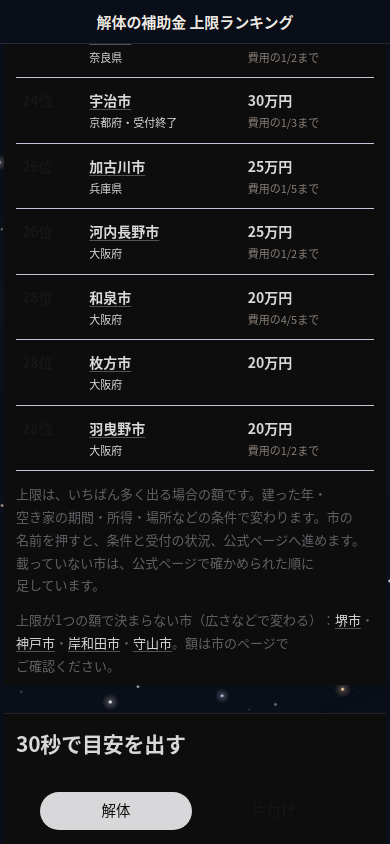 解体の補助金 上限ランキング
奈良県
費用の1/2まで
24位
宇治市
30万円
京都府・受付終了
費用の1/3まで
26位
加古川市
25万円
兵庫県
費用の1/5まで
26位
河内長野市
25万円
大阪府
費用の1/2まで
28位
和泉市
20万円
大阪府
費用の4/5まで
28位
枚方市
20万円
大阪府
28位
羽曳野市
20万円
大阪府
費用の1/2まで
上限は、いちばん多く出る場合の額です。建った年・
空き家の期間・所得・場所などの条件で変わります。市の
名前を押すと、条件と受付の状況、公式ページへ進めます。
載っていない市は、公式ページで確かめられた順に
足しています。
上限が1つの額で決まらない市（広さなどで変わる）：堺市・
神戸市・岸和田市・守山市。額は市のページで
ご確認ください。
30秒で目安を出す
解体
片付け